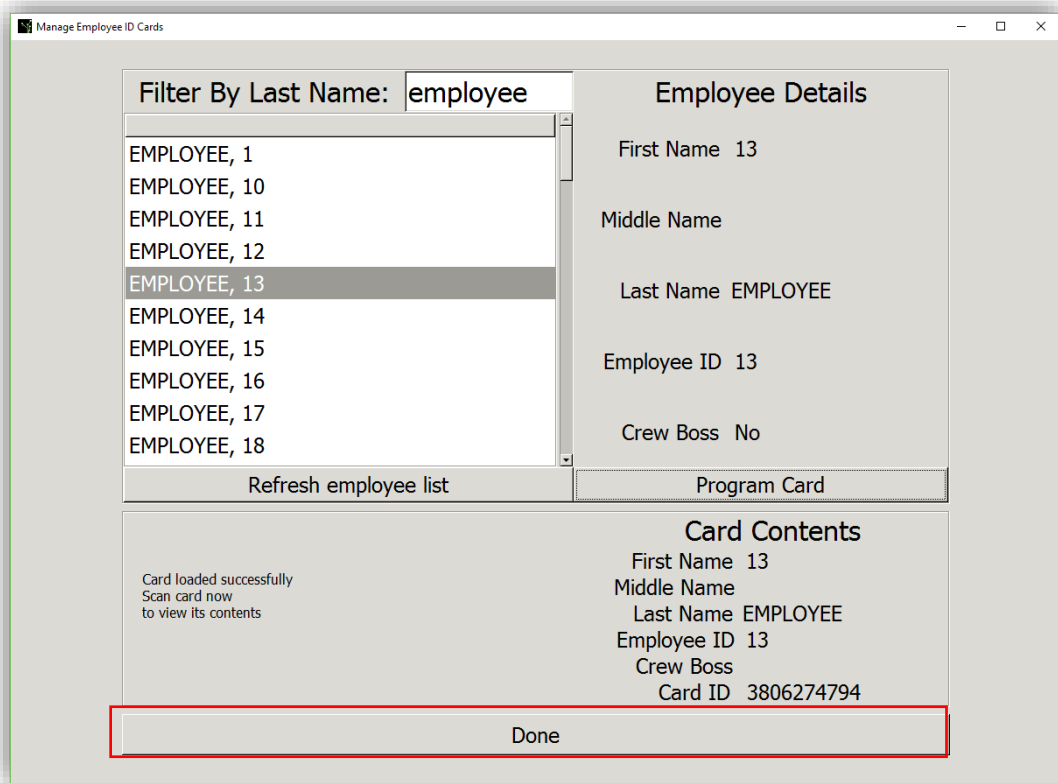 Manage Employee ID Cards
Filter By Last Name: employee
EMPLOYEE, 1
EMPLOYEE, 10
EMPLOYEE, 11
EMPLOYEE, 12
EMPLOYEE, 13
EMPLOYEE, 14
EMPLOYEE, 15
EMPLOYEE, 16
EMPLOYEE, 17
EMPLOYEE, 18
Refresh employee list
Employee Details
First Name 13
Middle Name
Last Name EMPLOYEE
Employee ID 13
Crew Boss No
Program Card
Card loaded successfully
Scan card now
to view its contents
Card Contents
First Name 13
Middle Name
Last Name EMPLOYEE
Employee ID 13
Crew Boss
Card ID 3806274794
Done